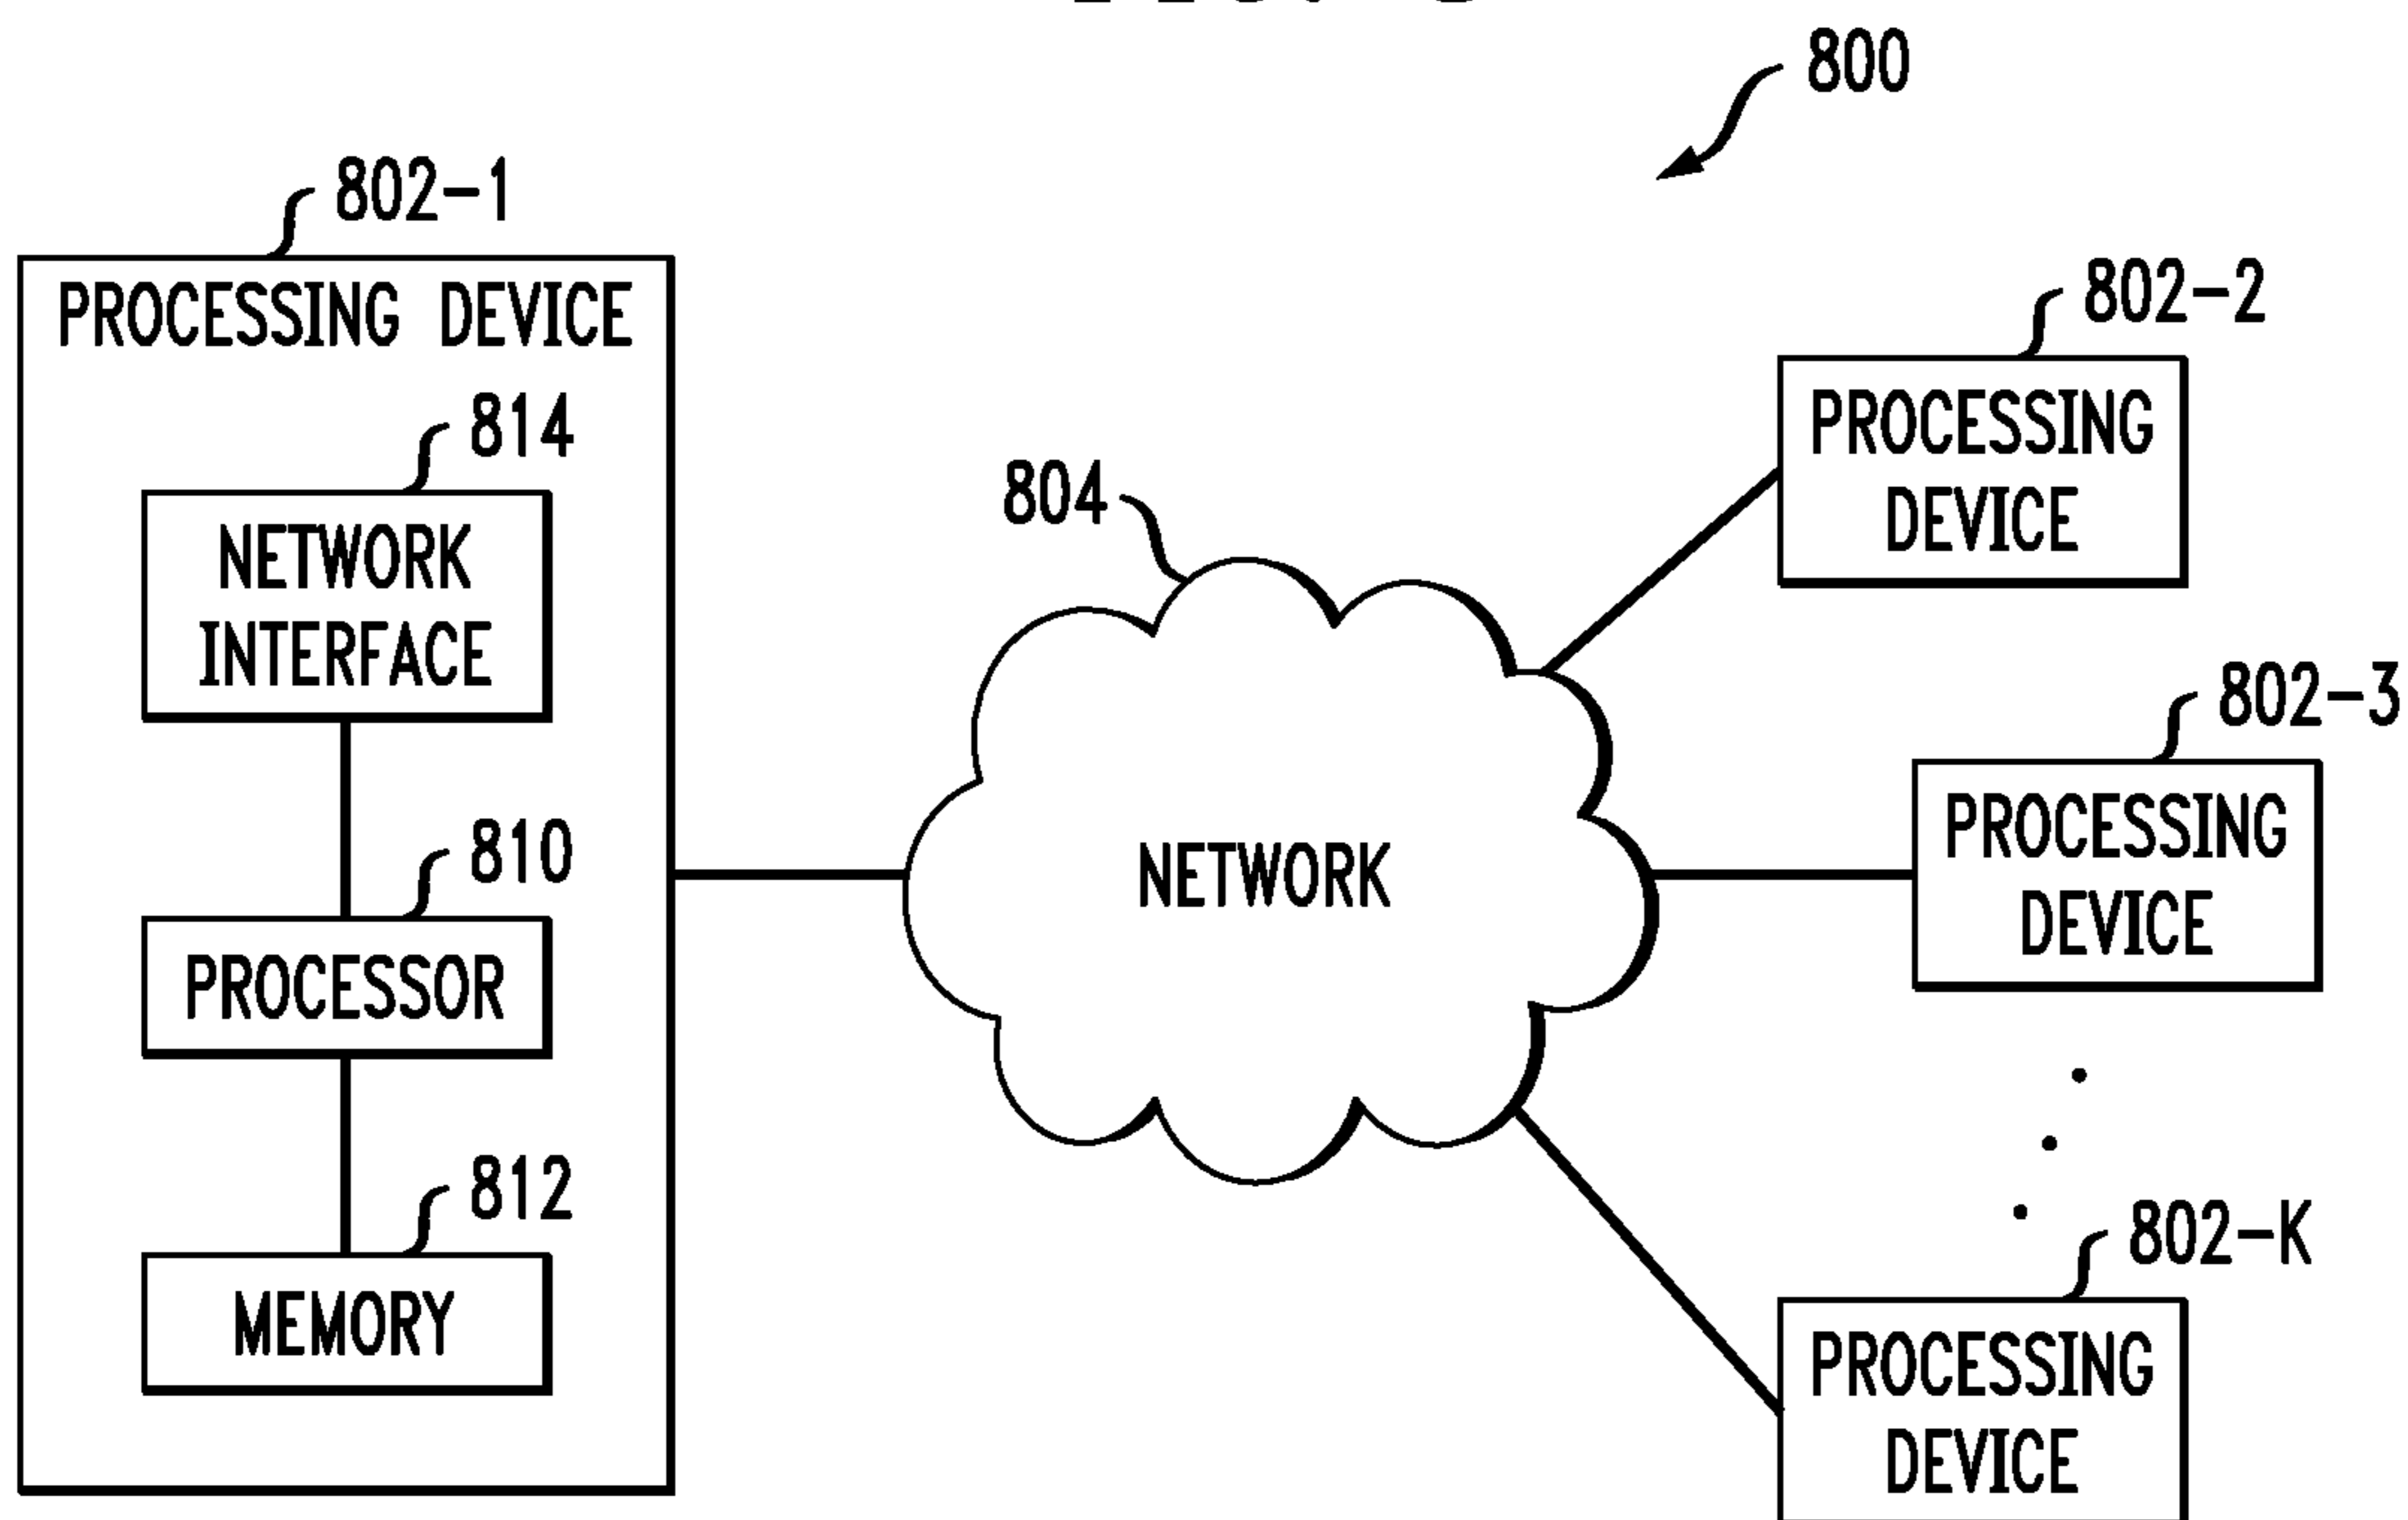 800
802-1
PROCESSING DEVICE
814
NETWORK
INTERFACE
810
PROCESSOR
812
MEMORY
804
NETWORK
802-2
PROCESSING
DEVICE
802-3
PROCESSING
DEVICE
802-K
PROCESSING
DEVICE